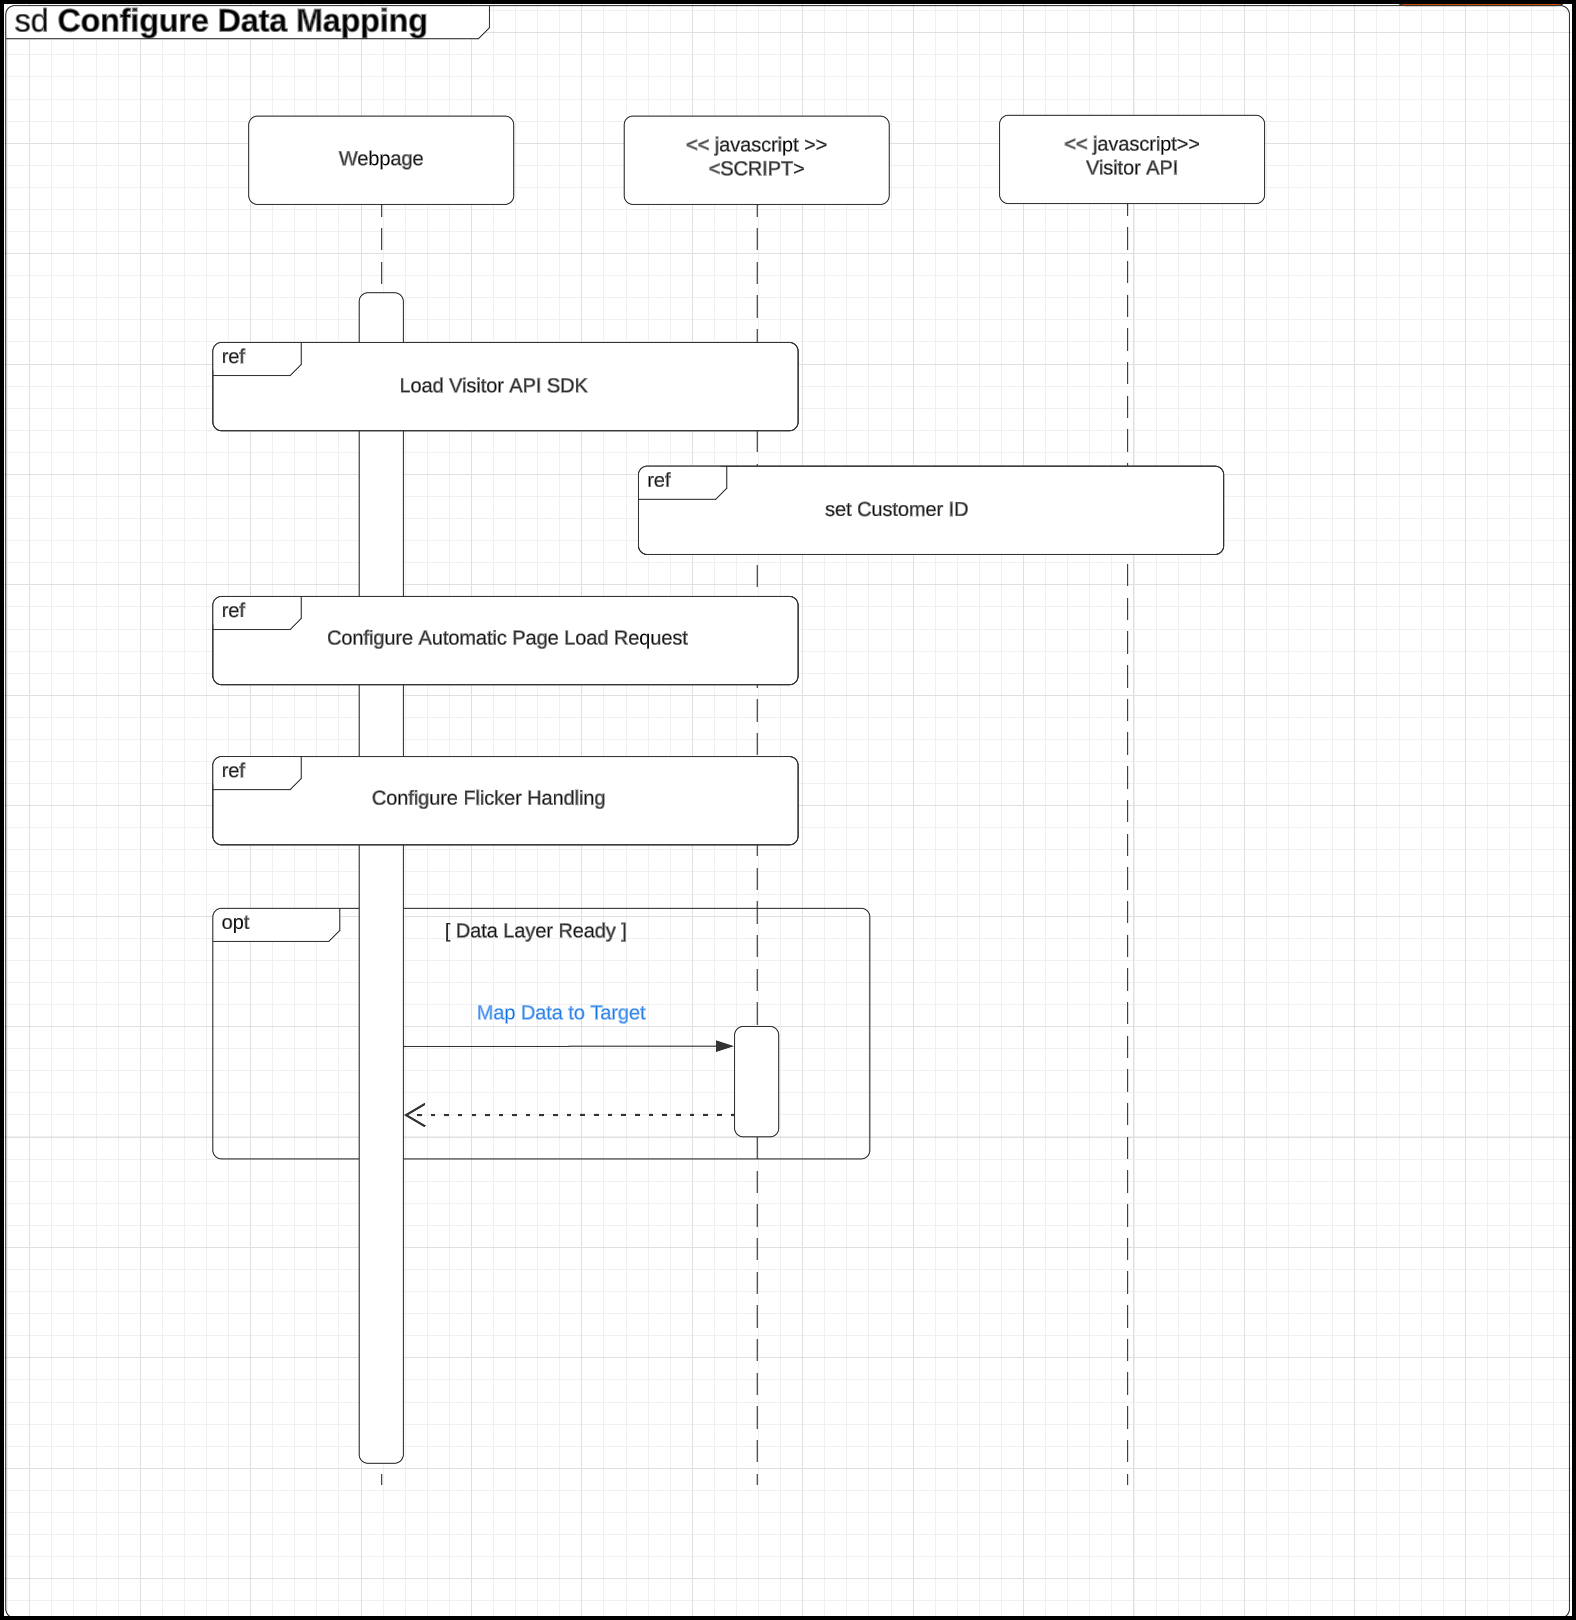 sd Configure Data Mapping
Webpage
<< javascript >>
<SCRIPT>
<< javascript>>
Visitor API
ref
Load Visitor API SDK
ref
set Customer ID
ref
Configure Automatic Page Load Request
ref
Configure Flicker Handling
opt
[ Data Layer Ready ]
Map Data to Target